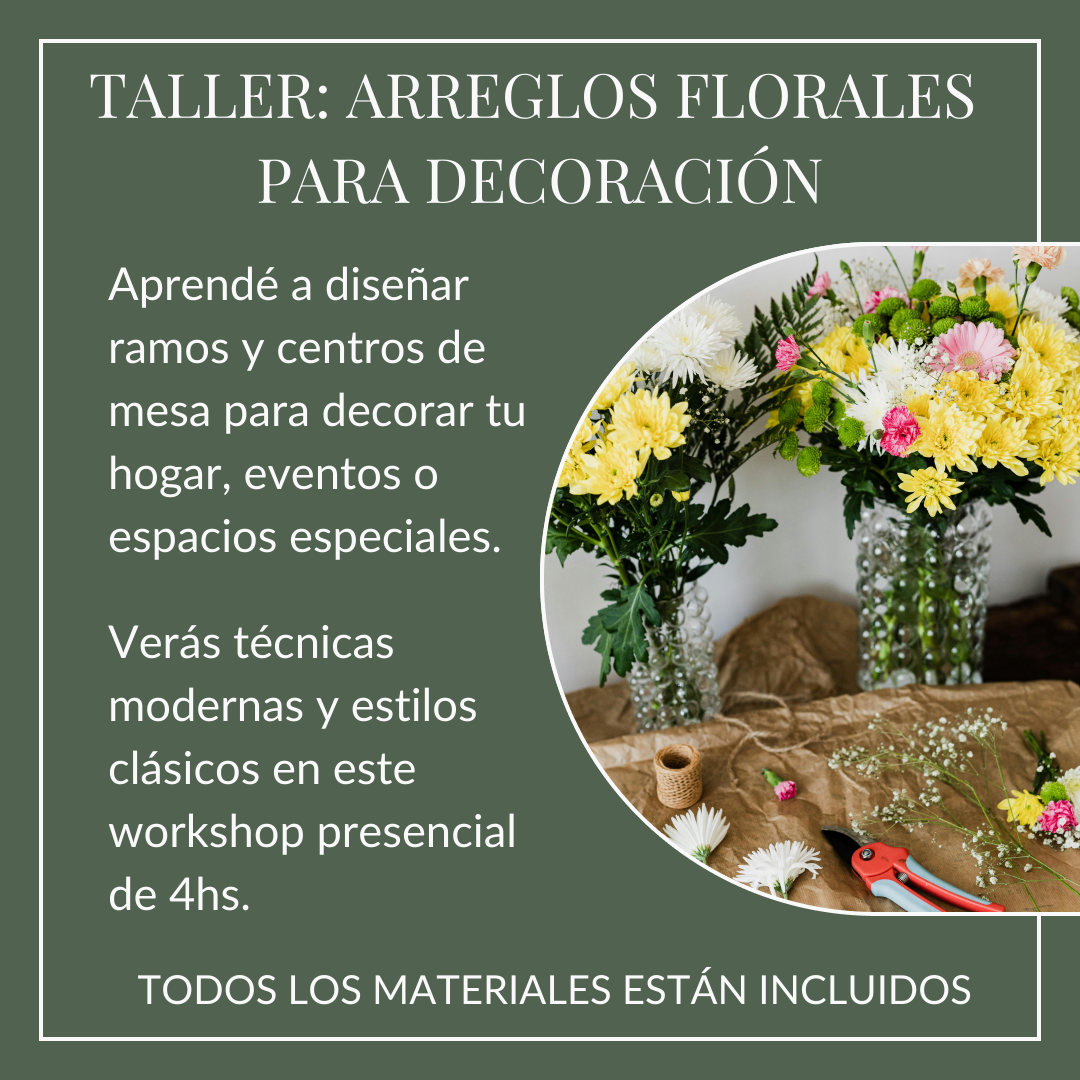 TALLER: ARREGLOS FLORALES
PARA DECORACIÓN
Aprendé a diseñar
ramos y centros de
mesa para decorar tu
hogar, eventos o
espacios especiales.
Verás técnicas
modernas y estilos
clásicos en este
workshop presencial
de 4hs.
TODOS LOS MATERIALES ESTÁN INCLUIDOS